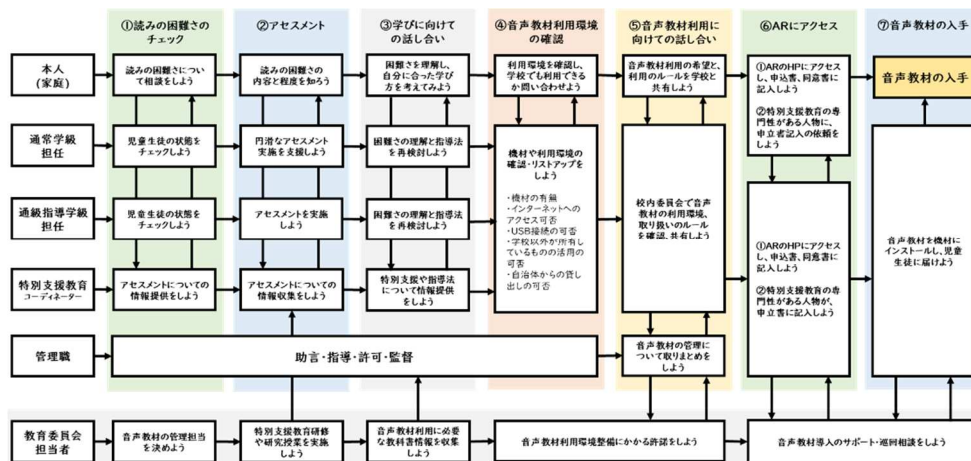 ①読みの困難さの
チェック
②アセスメント
③学びに向けて
の話し合い
④音声教材利用環境
の確認
⑤音声教材利用に
向けての話し合い
⑥ARにアクセス
⑦音声教材の入手
本人
(家庭)
読みの困難さについ
て相談をしよう
読みの困難さの
内容と程度を知ろう
困難さを理解し、
自分に合った学び
方を考えてみよう
利用環境を確認し、
学校でも利用できる
か問い合わせよう
音声教材利用の希望と、
利用のルールを学校と
共有しよう
①ARのHPにアクセ
スし、申込書、同意書に
記入しよう
②特別支援教育の専
門性がある人物に、
申立者記入の依頼を
しよう
音声教材の入手
通常学級
担任
児童生徒の状態を
チェックしよう
円滑なアセスメント
実施を支援しよう
困難さの理解と指導法
を再検討しよう
機材や利用環境の
確認・リストアップを
しよう
・機材の有無
・インターネットへの
アクセス可否
・USB接続の可否
・学校以外が所有し
ているものの活用の
可否
・自治体からの貸し
出しの可否
校内委員会で音声
教材の利用環境、
取り扱いのルール
を確認、共有しよう
通級指導学級
担任
児童生徒の状態を
チェックしよう
アセスメントを実施
しよう
困難さの理解と指導法
を再検討しよう
①ARのHPにアクセス
し、申込書、同意書に
記入しよう
②特別支援教育の専
門性がある人物が、
申立書に記入しよう
音声教材を機材に
インストールし、児童
生徒に届けよう
特別支援教育
コーディネーター
アセスメントについての
情報提供をしよう
アセスメントについての
情報収集をしよう
特別支援や指導法
について情報提供
をしよう
管理職
助言・指導・許可・監督
音声教材の管理に
ついて取りまとめを
しよう
教育委員会
担当者
音声教材の管理担当
を決めよう
特別支援教育研修
や研究授業を実施
しよう
音声教材利用に必要
な教科書情報を収集
しよう
音声教材利用環境整備にかかる許諾をしよう
音声教材導入のサポート・巡回相談をしよう